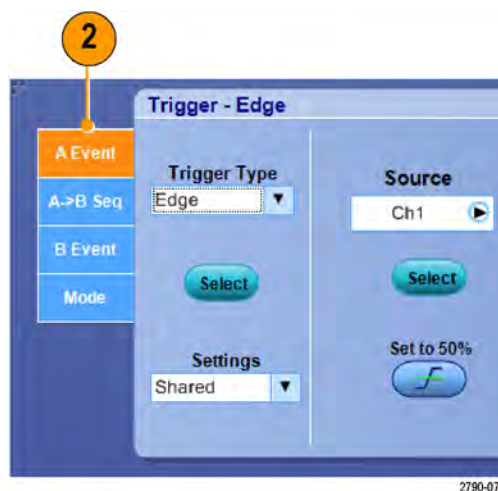 2
Trigger - Edge
A Event
A->B Seq
B Event
Mode
Trigger Type
Edge
Select
Settings
Shared
Source
Ch1
Select
Set to 50%
2790-07